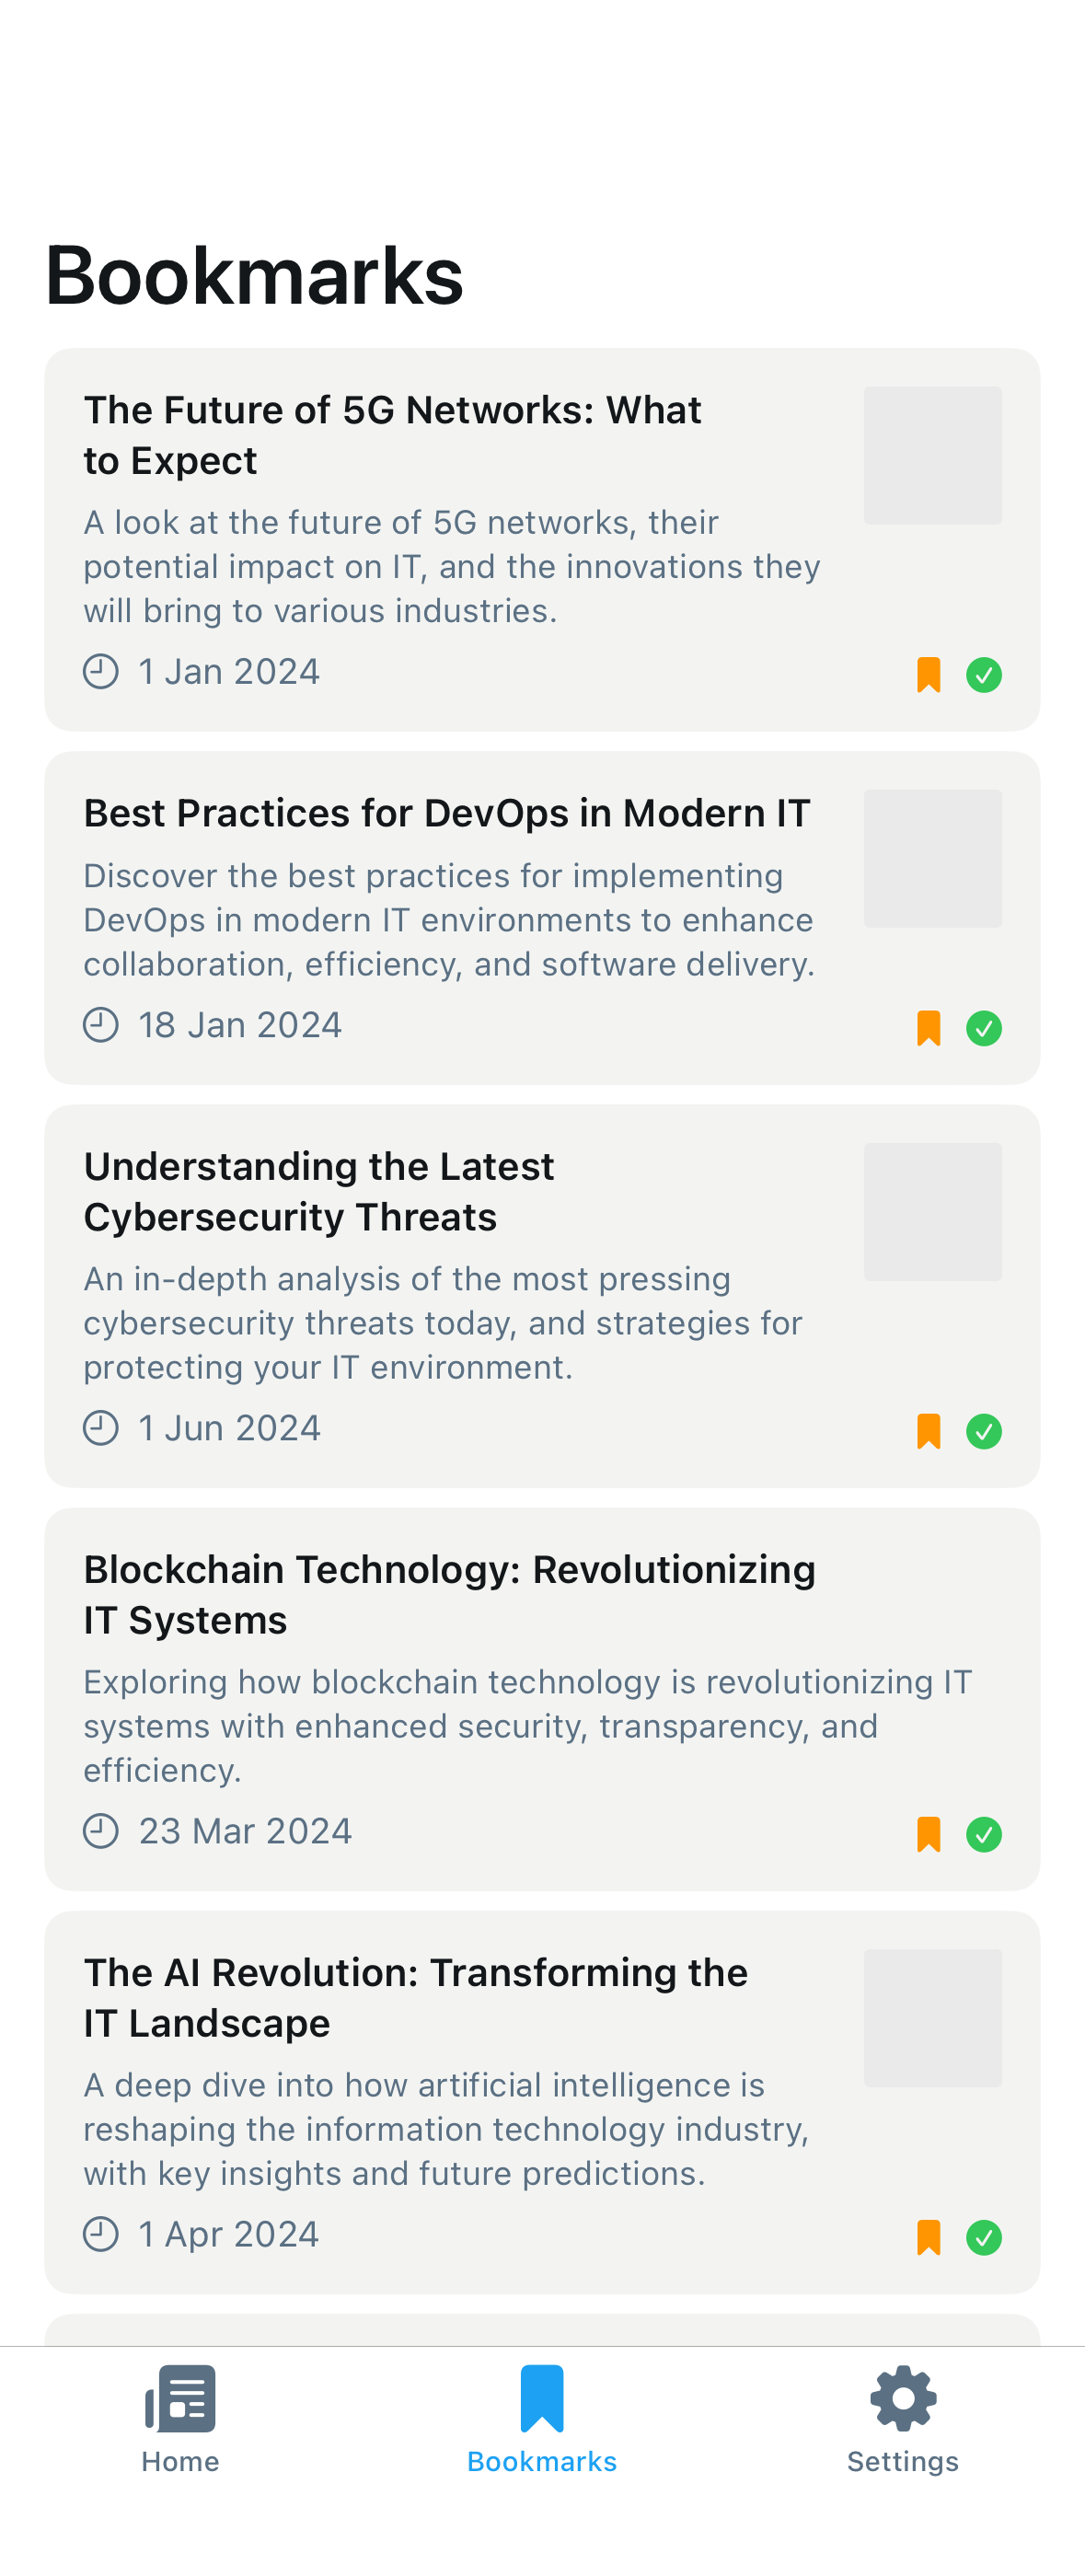 Bookmarks
The Future of 5G Networks: What
to Expect
A look at the future of 5G networks, their
potential impact on IT, and the innovations they
will bring to various industries.
1 Jan 2024
Best Practices for DevOps in Modern IT
Discover the best practices for implementing
DevOps in modern IT environments to enhance
collaboration, efficiency, and software delivery.
18 Jan 2024
Understanding the Latest
Cybersecurity Threats
An in-depth analysis of the most pressing
cybersecurity threats today, and strategies for
protecting your IT environment.
1 Jun 2024
Blockchain Technology: Revolutionizing
IT Systems
Exploring how blockchain technology is revolutionizing IT
systems with enhanced security, transparency, and
efficiency.
23 Mar 2024
The AI Revolution: Transforming the
IT Landscape
A deep dive into how artificial intelligence is
reshaping the information technology industry,
with key insights and future predictions.
1 Apr 2024
Home
Bookmarks
Settings